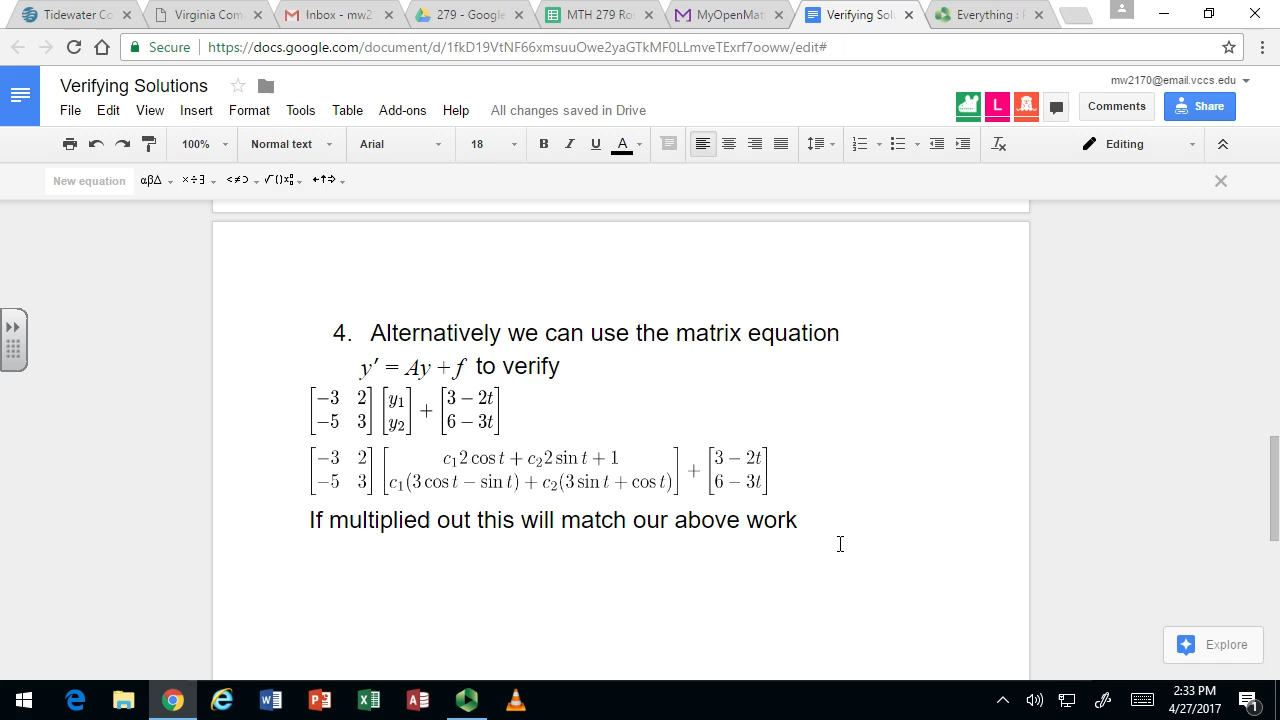 Tidewater
Virginia Com
Inbox - mw2
279 - Google
MTH 279 Ro
MyOpenMat
Verifying Sol
Everything :
Secure
https://docs.google.com/document/d/1fkD19VtNF66xmsuuOwe2yaGTkMF0LLmveTExrf7ooww/edit#
Verifying Solutions
mw2170@email.vccs.edu
File Edit View Insert Format Tools Table Add-ons Help All changes saved in Drive
L
Comments
Share
100% Normal text Arial 18 B I U A Editing
New equation αβΔ ×÷∃ <≠⊃ √()
4. Alternatively we can use the matrix equation
y′ = Ay + f to verify
[−3 2] [y₁] + [3 − 2t]
[−5 3] [y₂] [6 − 3t]
[−3 2] [c₁2 cos t + c₂2 sin t + 1] + [3 − 2t]
[−5 3] [c₁(3 cos t − sin t) + c₂(3 sin t + cos t)] [6 − 3t]
If multiplied out this will match our above work
Explore
2:33 PM
4/27/2017
1